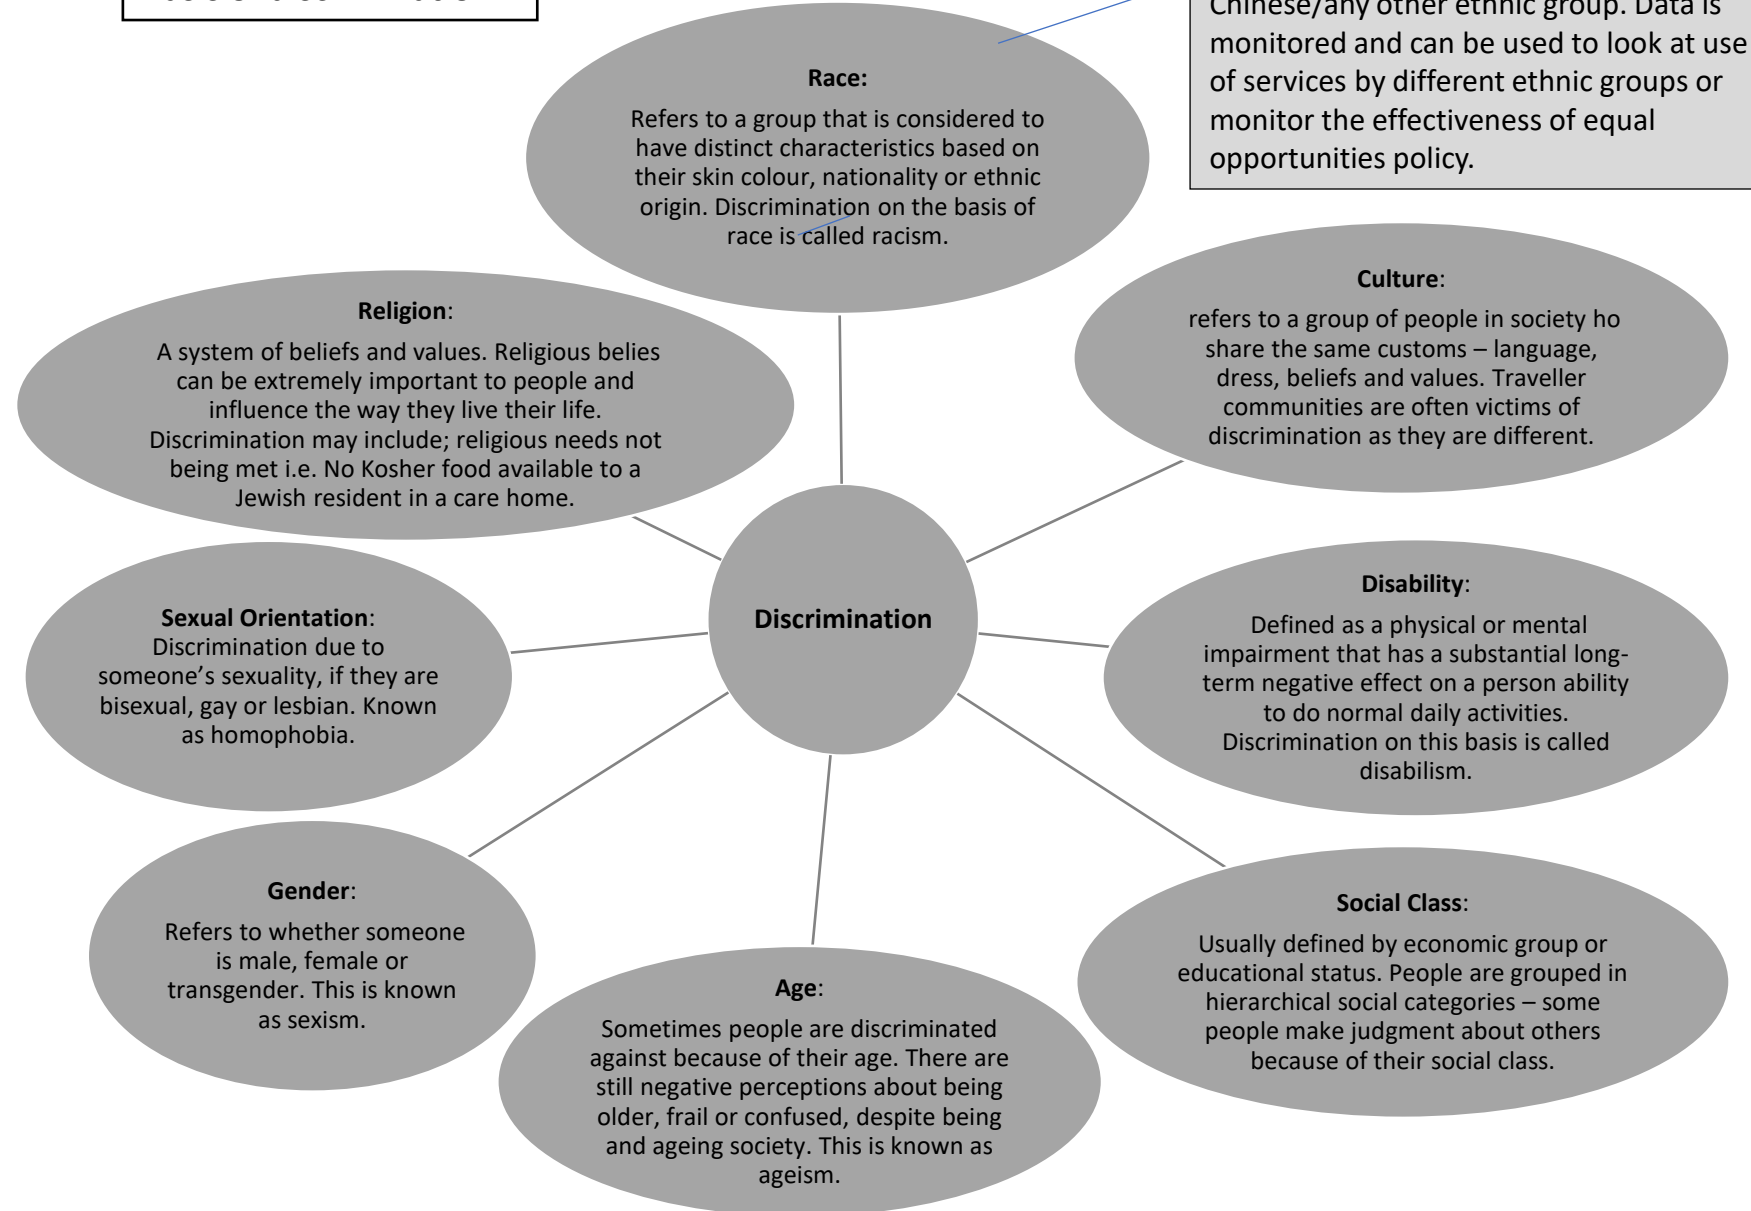 Chinese/any other ethnic group. Data is
monitored and can be used to look at use
of services by different ethnic groups or
monitor the effectiveness of equal
opportunities policy.
Race:
Refers to a group that is considered to
have distinct characteristics based on
their skin colour, nationality or ethnic
origin. Discrimination on the basis of
race is called racism.
Culture:
refers to a group of people in society ho
share the same customs – language,
dress, beliefs and values. Traveller
communities are often victims of
discrimination as they are different.
Religion:
A system of beliefs and values. Religious belies
can be extremely important to people and
influence the way they live their life.
Discrimination may include; religious needs not
being met i.e. No Kosher food available to a
Jewish resident in a care home.
Discrimination
Disability:
Defined as a physical or mental
impairment that has a substantial long-
term negative effect on a person ability
to do normal daily activities.
Discrimination on this basis is called
disabilism.
Sexual Orientation:
Discrimination due to
someone’s sexuality, if they are
bisexual, gay or lesbian. Known
as homophobia.
Gender:
Refers to whether someone
is male, female or
transgender. This is known
as sexism.
Social Class:
Usually defined by economic group or
educational status. People are grouped in
hierarchical social categories – some
people make judgment about others
because of their social class.
Age:
Sometimes people are discriminated
against because of their age. There are
still negative perceptions about being
older, frail or confused, despite being
and ageing society. This is known as
ageism.